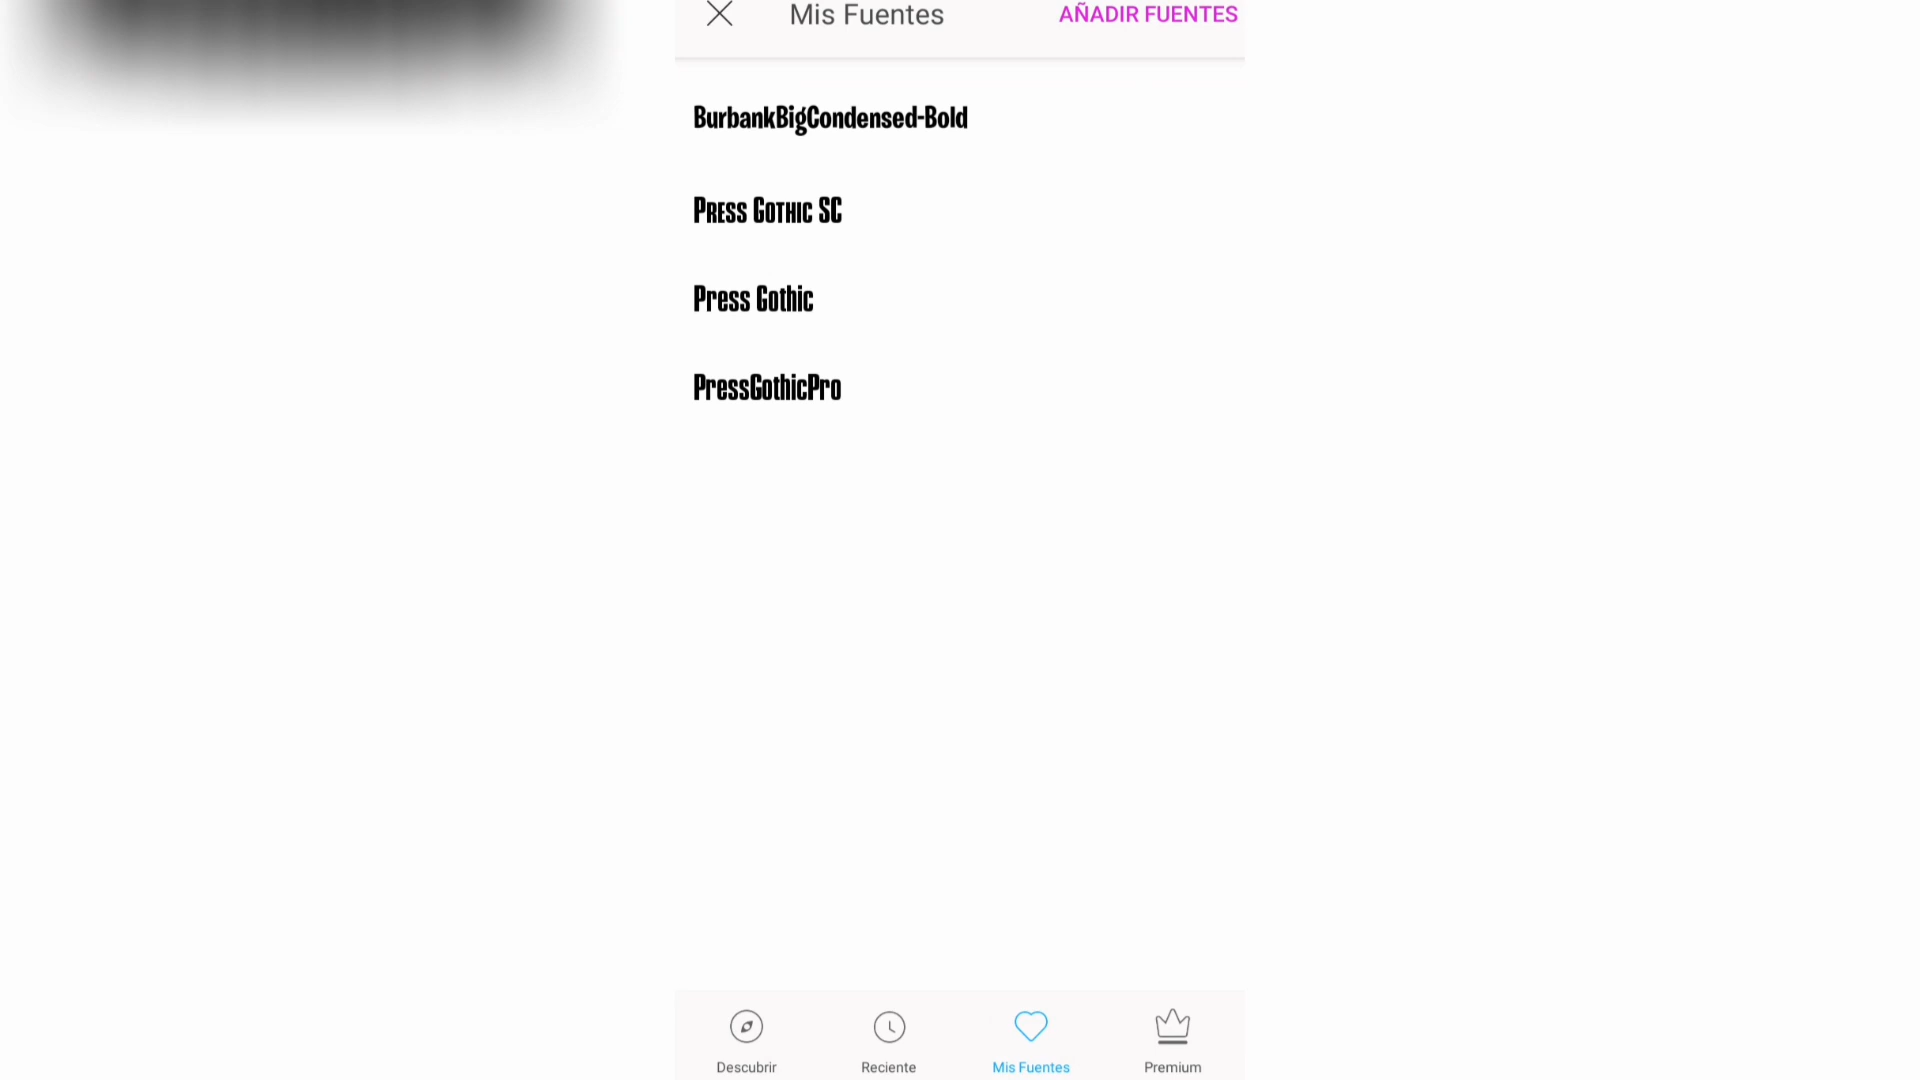 Mis Fuentes AÑADIR FUENTES
BurbankBigCondensed-Bold
Press Gothic SC
Press Gothic
PressGothicPro
Descubrir Reciente Mis Fuentes Premium